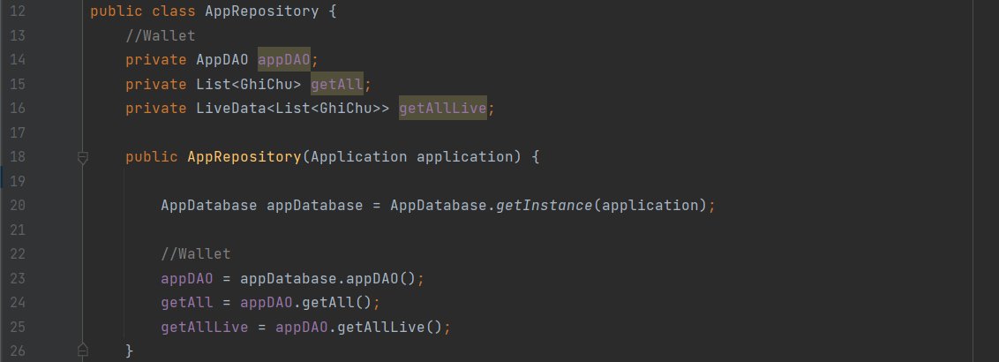 12 public class AppRepository {
13 //Wallet
14 private AppDAO appDAO;
15 private List<GhiChu> getAll;
16 private LiveData<List<GhiChu>> getAllLive;
17
18 public AppRepository(Application application) {
19
20 AppDatabase appDatabase = AppDatabase.getInstance(application);
21
22 //Wallet
23 appDAO = appDatabase.appDAO();
24 getAll = appDAO.getAll();
25 getAllLive = appDAO.getAllLive();
26 }